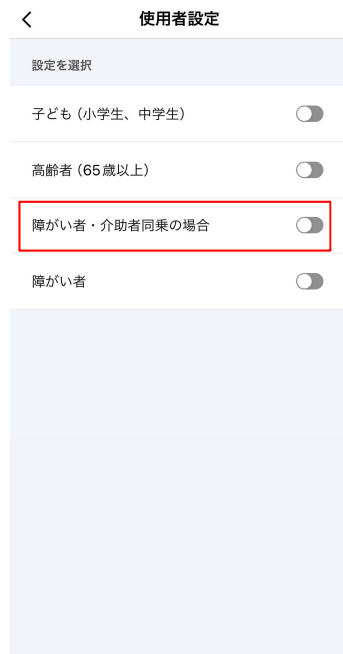 使用者設定
設定を選択
子ども（小学生、中学生）
高齢者（65歳以上）
障がい者・介助者同乗の場合
障がい者